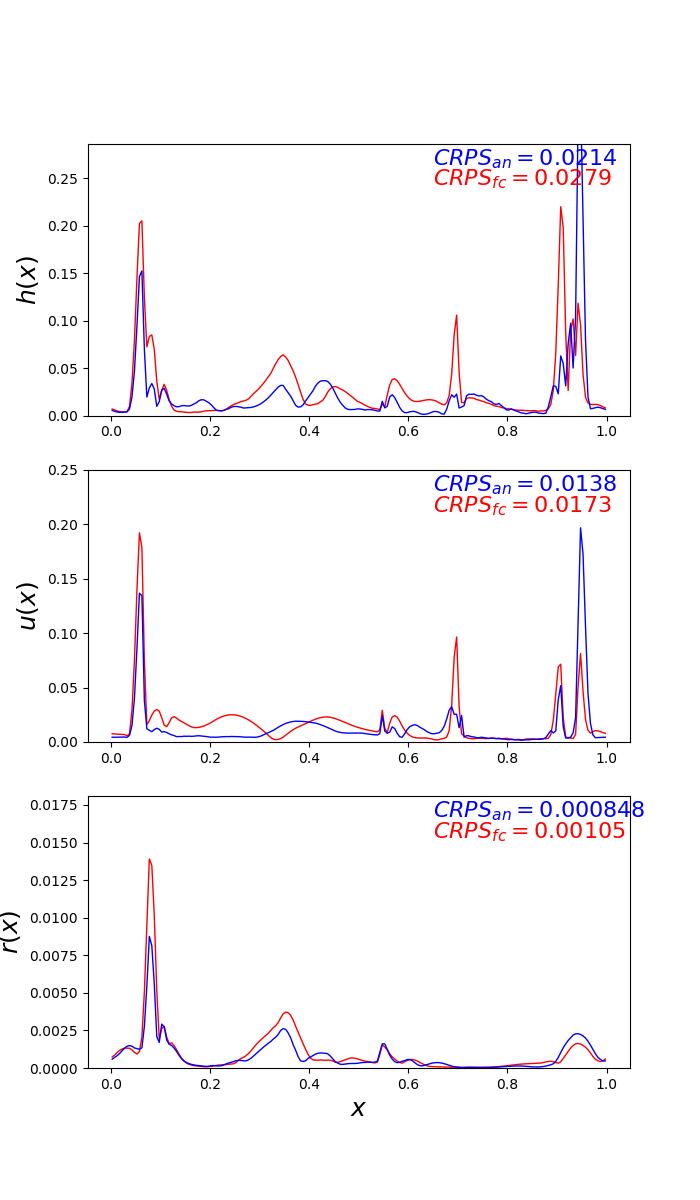 CRPS_an = 0.0214
CRPS_fc = 0.0279
h(x)
0.25
0.20
0.15
0.10
0.05
0.00
0.0 0.2 0.4 0.6 0.8 1.0
CRPS_an = 0.0138
CRPS_fc = 0.0173
u(x)
0.25
0.20
0.15
0.10
0.05
0.00
0.0 0.2 0.4 0.6 0.8 1.0
CRPS_an = 0.000848
CRPS_fc = 0.00105
r(x)
0.0175
0.0150
0.0125
0.0100
0.0075
0.0050
0.0025
0.0000
0.0 0.2 0.4 0.6 0.8 1.0
x